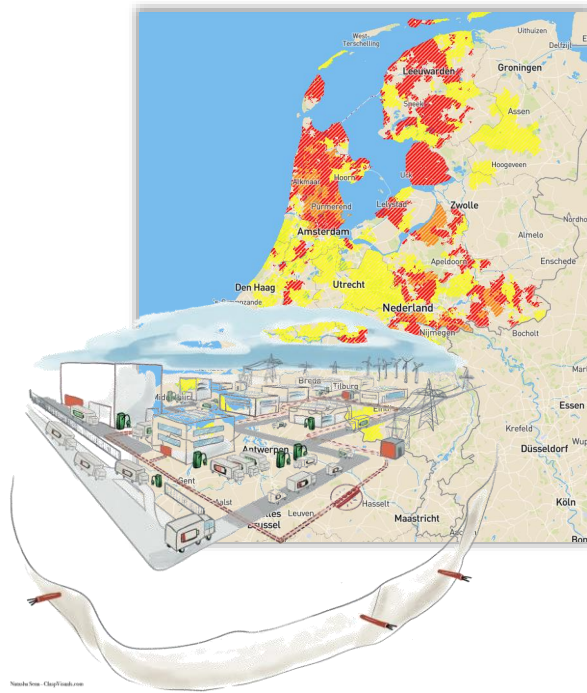 Uithuizen
West-
Terschelling
Delfzijl
Leeuwarden
Groningen
Sneek
Assen
Hoogeveen
Alkmaar
Hoorn
Urk
Purmerend
Lelystad
Zwolle
Amsterdam
Almelo
Apeldoorn
Enschede
Den Haag
Utrecht
Nederland
Nijmegen
Bocholt
Breda
Tilburg
Essen
Krefeld
Antwerpen
Düsseldorf
Gent
Aalst
Leuven
Hasselt
Maastricht
Köln